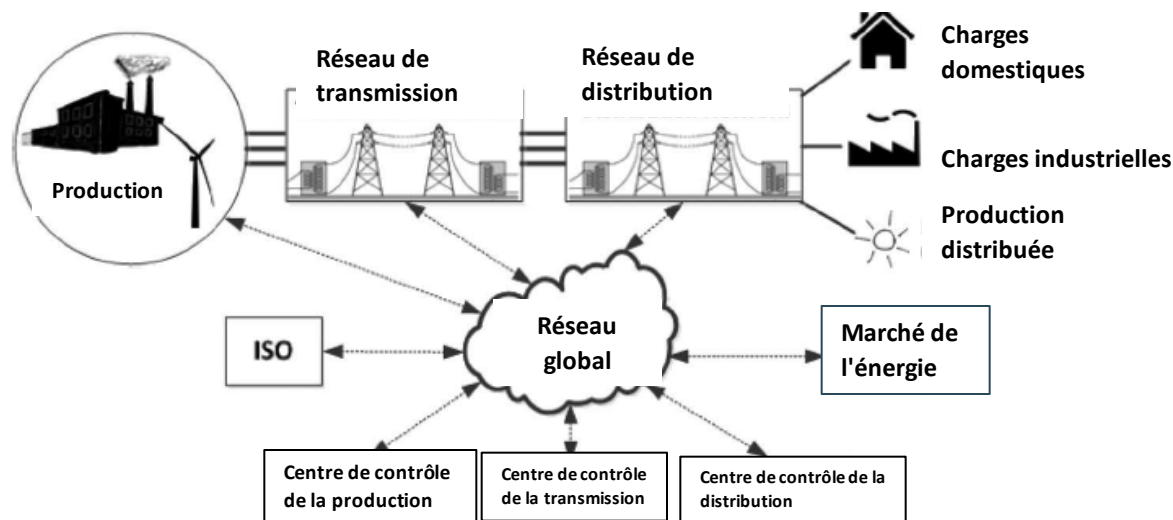 Réseau de
transmission
Réseau de
distribution
Charges
domestiques
Production
Charges industrielles
Production
distribuée
ISO
Réseau
global
Marché de
l'énergie
Centre de contrôle
de la production
Centre de contrôle
de la transmission
Centre de contrôle de la
distribution